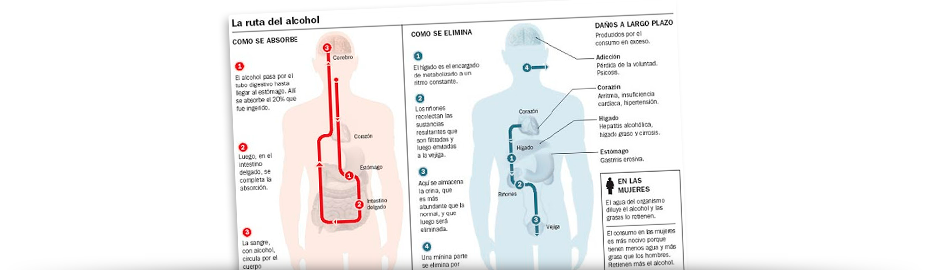 La ruta del alcohol
COMO SE ABSORBE
1
El alcohol pasa por el
tubo digestivo hasta
llegar al estómago. Allí
se absorbe el 20% que
fue ingerido.
2
Luego, en el
intestino
delgado, se
completa la
absorción.
3
La sangre,
con alcohol,
circula por el
cuerpo
3
Cerebro
Corazón
Estómago
1
Intestino
delgado
2
COMO SE ELIMINA
1
El hígado es el encargado
de metabolizarlo a un
ritmo constante.
2
Los riñones
recolectan las
sustancias
resultantes que
son filtradas y
luego enviadas
a la vejiga.
3
Aquí se almacena
la orina, que
es más
abundante que la
normal, y que
luego será
eliminada.
4
Una mínima parte
se elimina por
4
Corazón
Hígado
1
Riñones
2
3
Vejiga
DAÑOS A LARGO PLAZO
Producidos por el
consumo en exceso.
Adicción
Pérdida de la voluntad.
Psicosis.
Corazón
Arritmia, insuficiencia
cardíaca, hipertensión.
Hígado
Hepatitis alcohólica,
hígado graso y cirrosis.
Estómago
Gastritis erosiva.
EN LAS
MUJERES
El agua del organismo
diluye el alcohol y las
grasas lo retienen.
El consumo en las mujeres
es más nocivo porque
tienen menos agua y más
grasa que los hombres.
Retienen más el alcohol.